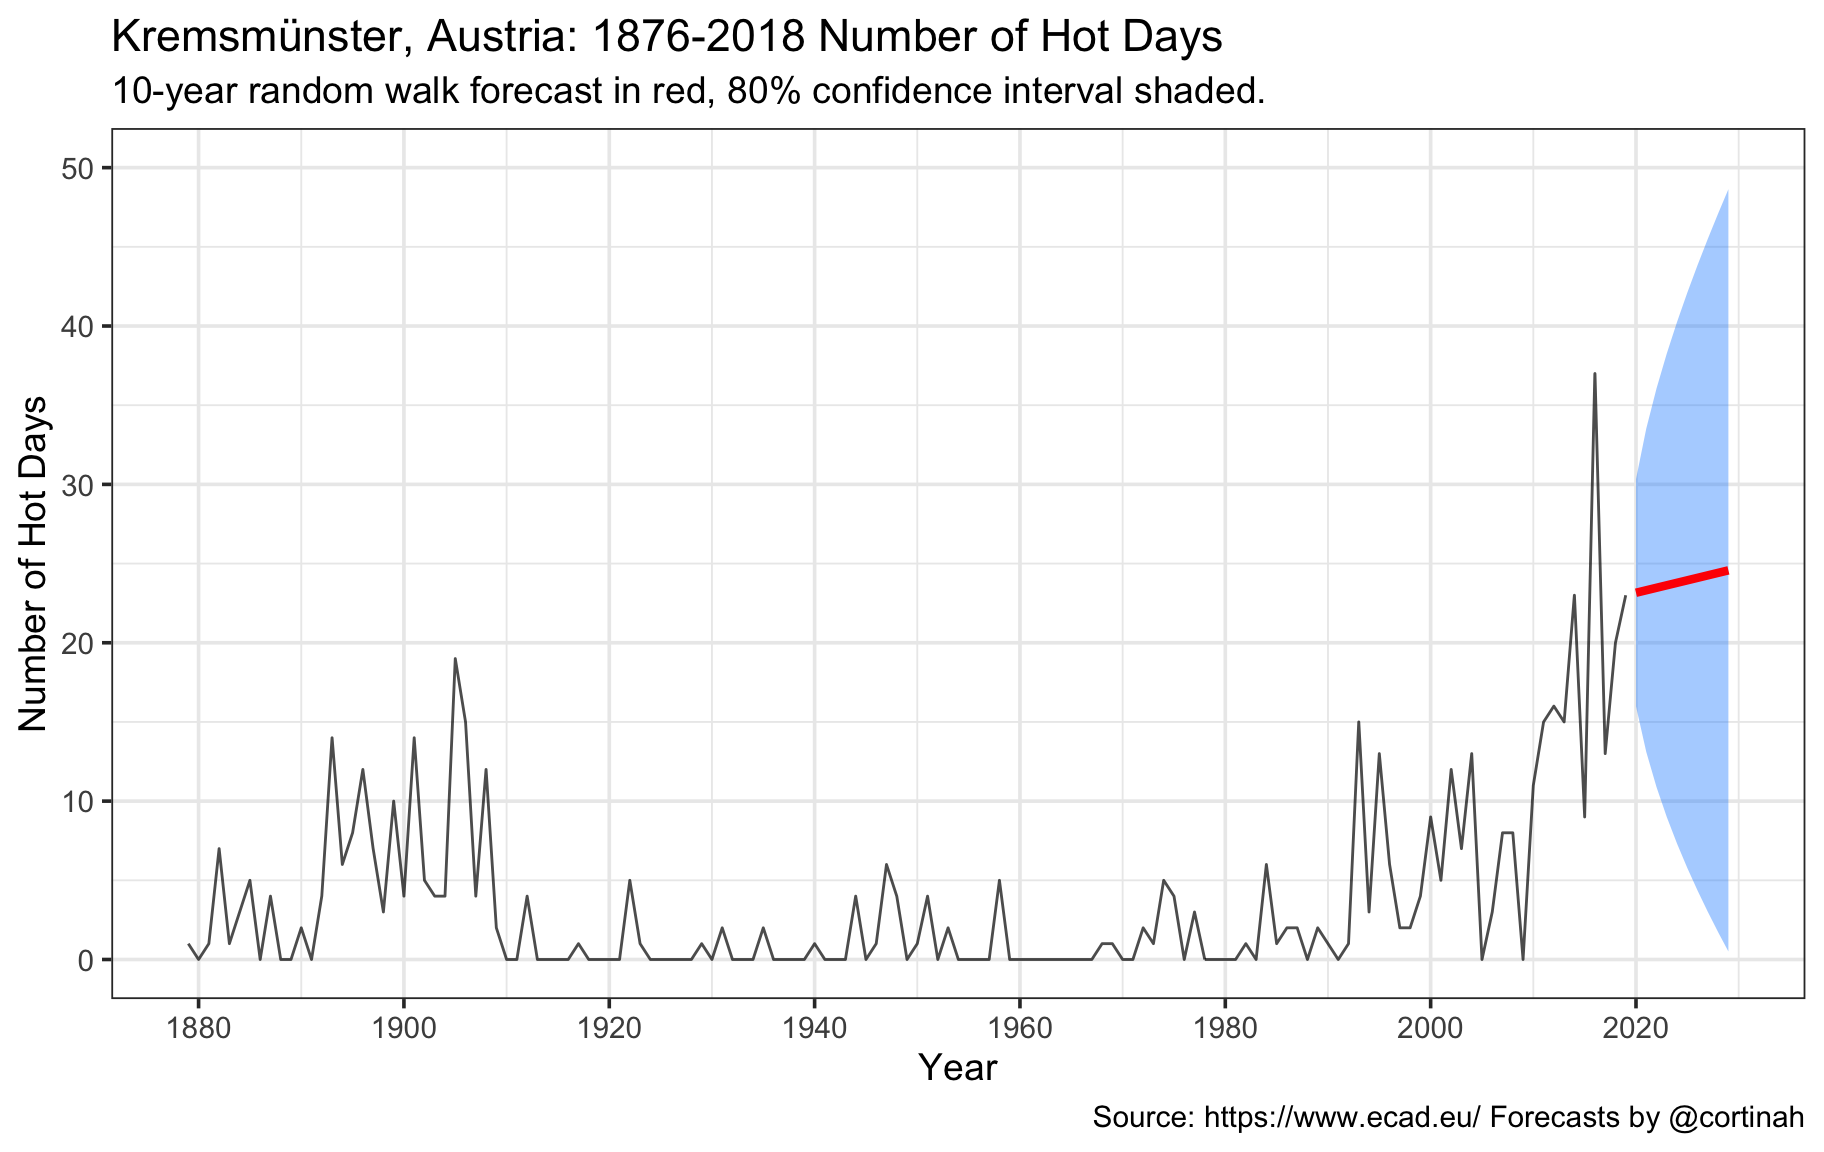 Kremsmünster, Austria: 1876-2018 Number of Hot Days
10-year random walk forecast in red, 80% confidence interval shaded.
Number of Hot Days
50
40
30
20
10
0
1880 1900 1920 1940 1960 1980 2000 2020
Year
Source: https://www.ecad.eu/ Forecasts by @cortinah